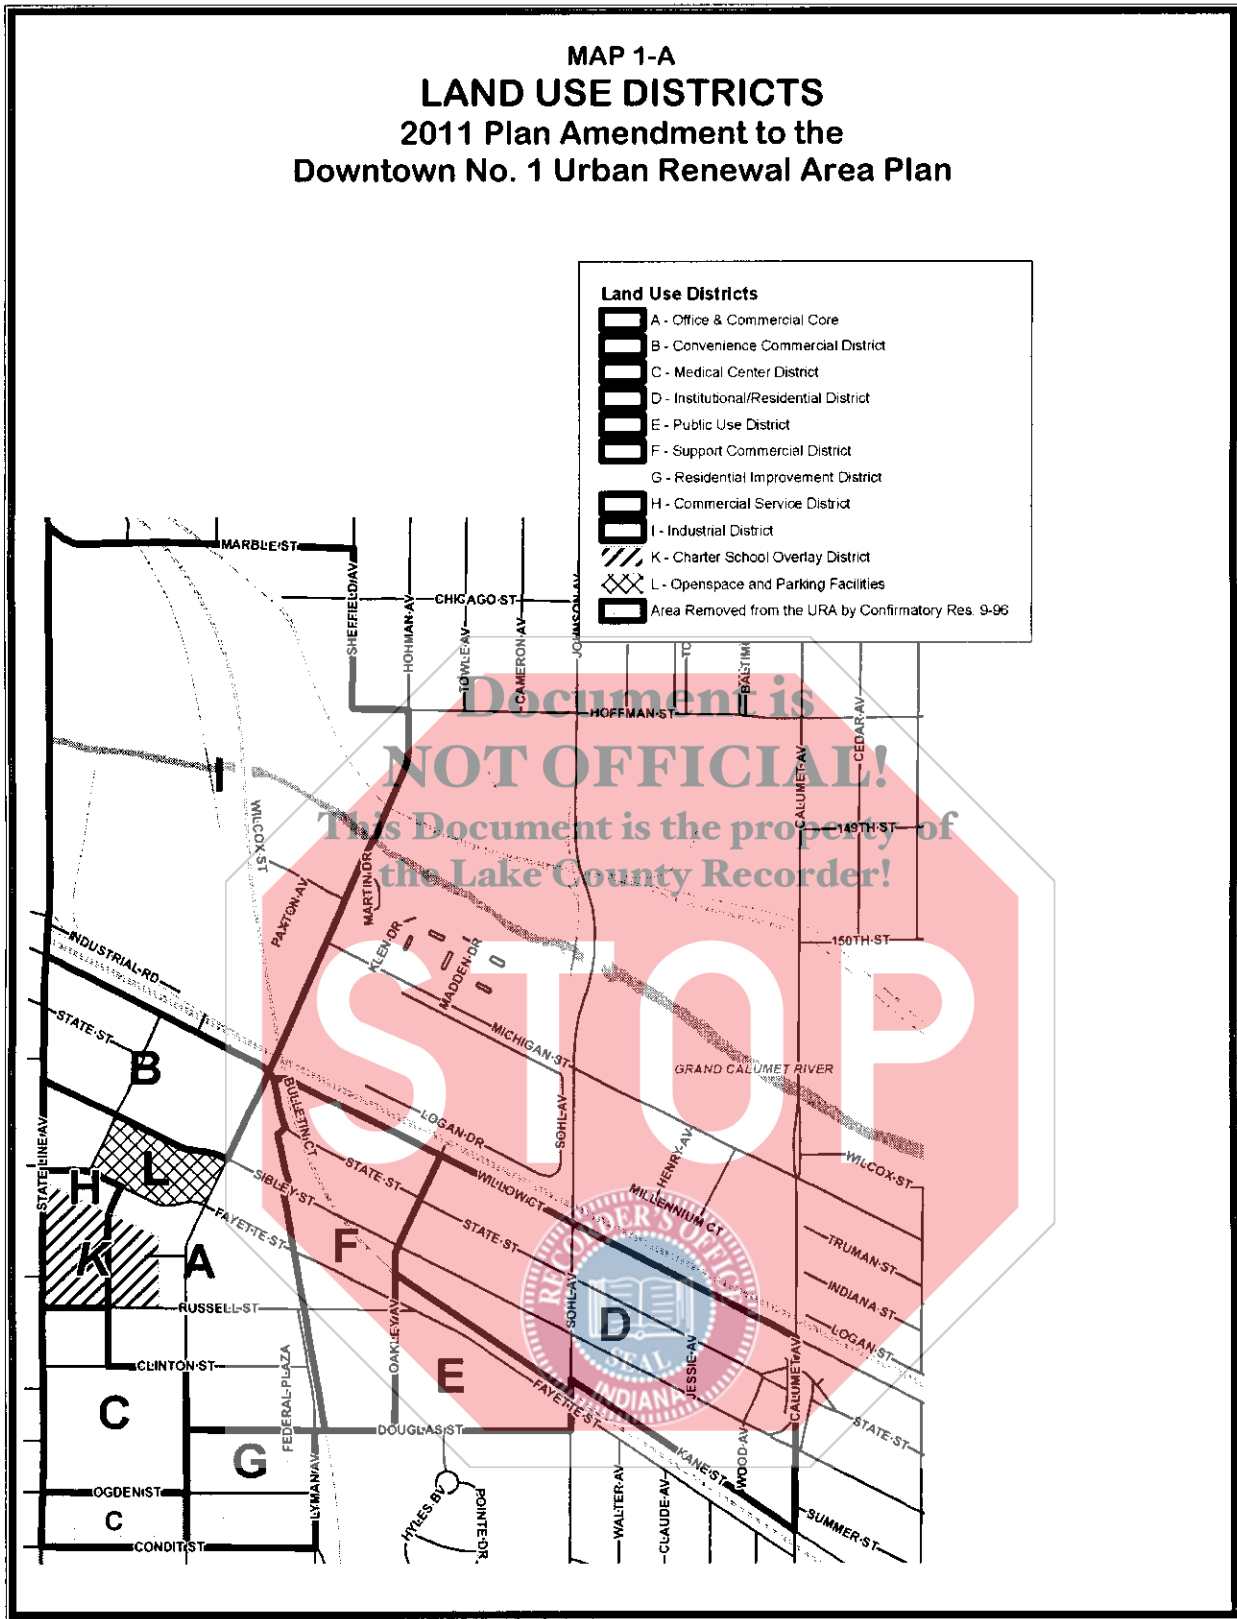 MAP 1-A
LAND USE DISTRICTS
2011 Plan Amendment to the
Downtown No. 1 Urban Renewal Area Plan
Land Use Districts
A - Office & Commercial Core
B - Convenience Commercial District
C - Medical Center District
D - Institutional/Residential District
E - Public Use District
F - Support Commercial District
G - Residential Improvement District
H - Commercial Service District
I - Industrial District
K - Charter School Overlay District
L - Openspace and Parking Facilities
Area Removed from the URA by Confirmatory Res. 9-96
MARBLE ST
SHEFFIELD AV
HOHMAN AV
CHICAGO ST
TOWLE AV
CAMERON AV
JOHNSON AV
HOFFMAN ST
CALUMET AV
CEDAR AV
Document is
NOT OFFICIAL!
This Document is the property of
the Lake County Recorder!
STOP
I
WILCOX ST
149TH ST
PAXTON AV
MARTIN DR
KLEN DR
MADDEN DR
150TH ST
INDUSTRIAL RD
STATE ST
MICHIGAN ST
GRAND CALUMET RIVER
B
BULLETIN CT
LOGAN DR
SOHL AV
HENRY AV
WILCOX ST
STATE LINE AV
L
H
SIBLEY ST
STATE ST
WILLOW CT
MILLENNIUM CT
FAYETTE ST
STATE ST
TRUMAN ST
K
A
F
INDIANA ST
RECORDER'S OFFICE
SEAL
INDIANA
SOHL AV
D
LOGAN ST
RUSSELL ST
OAKLEY AV
JESSIE AV
CALUMET AV
CLINTON ST
FEDERAL PLAZA
E
FAYETTE ST
C
DOUGLAS ST
STATE ST
G
KANE ST
WOOD AV
OGDEN ST
LYMAN AV
HYLES BV
POINTE DR
WALTER AV
CLAUDE AV
SUMMER ST
C
CONDIT ST